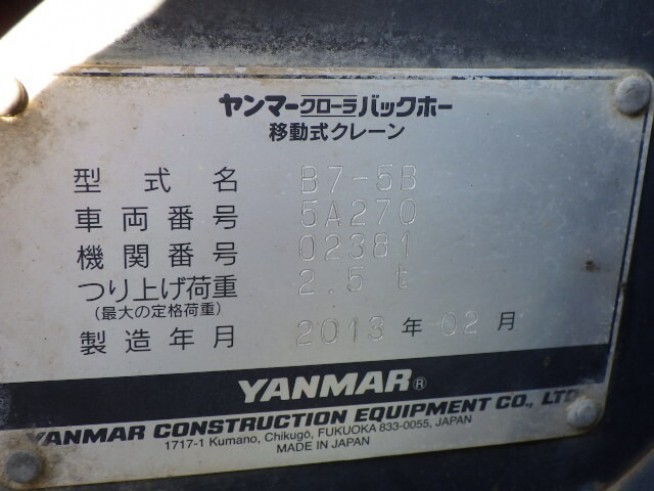 ヤンマークローラバックホー
移動式クレーン
型式名 B7-5B
車両番号 5A270
機関番号 02381
つり上げ荷重 2.5 t
(最大の定格荷重)
製造年月 2013 年 02 月
YANMAR®
YANMAR CONSTRUCTION EQUIPMENT CO., LTD
1717-1 Kumano, Chikugo, FUKUOKA 833-0055, JAPAN
MADE IN JAPAN